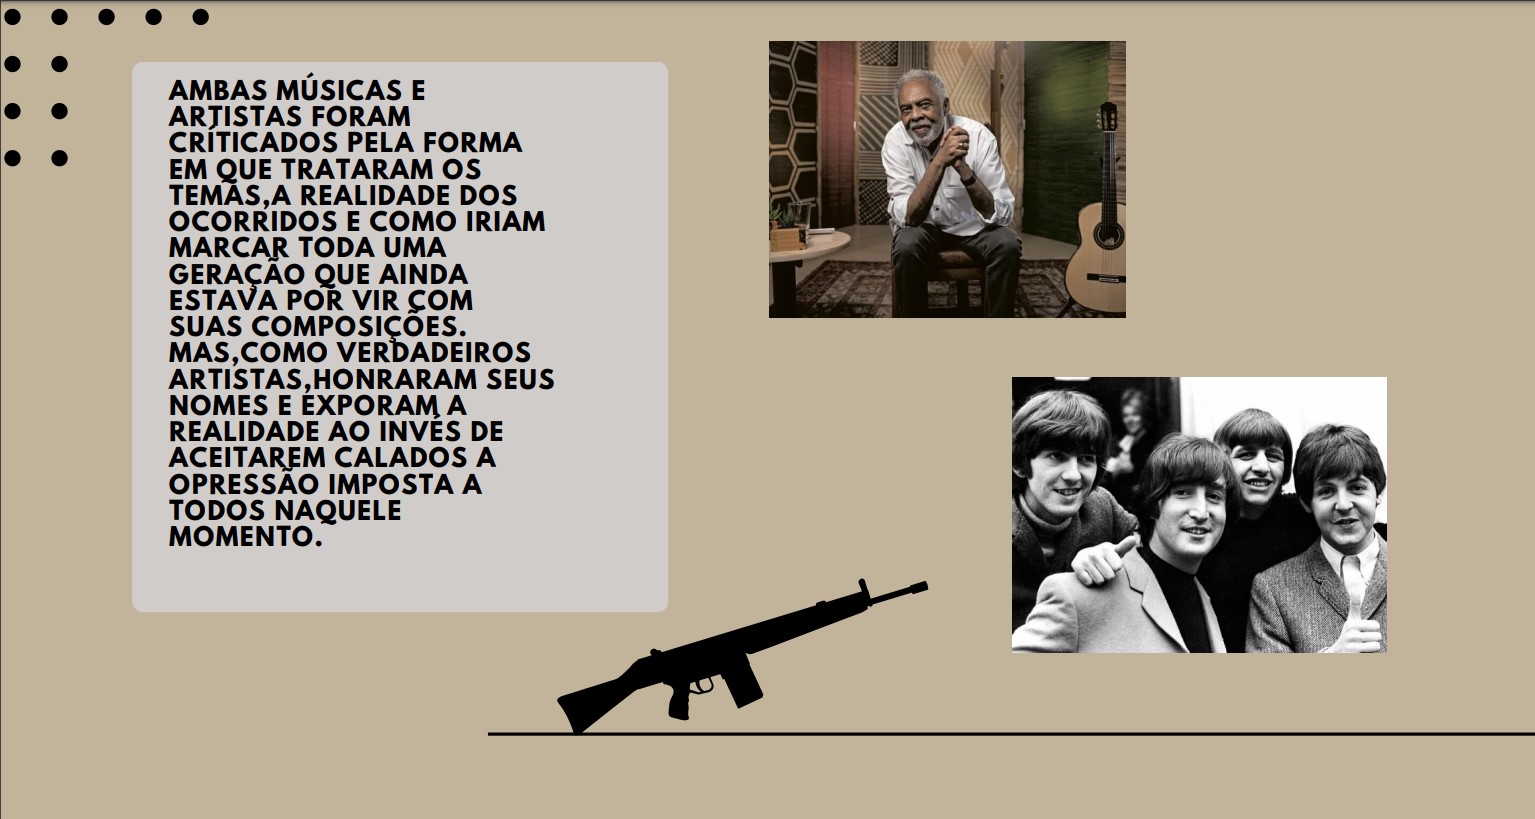 AMBAS MÚSICAS E
ARTISTAS FORAM
CRÍTICADOS PELA FORMA
EM QUE TRATARAM OS
TEMAS,A REALIDADE DOS
OCORRIDOS E COMO IRIAM
MARCAR TODA UMA
GERAÇÃO QUE AINDA
ESTAVA POR VIR COM
SUAS COMPOSIÇÕES.
MAS,COMO VERDADEIROS
ARTISTAS,HONRARAM SEUS
NOMES E EXPORAM A
REALIDADE AO INVÉS DE
ACEITAREM CALADOS A
OPRESSÃO IMPOSTA A
TODOS NAQUELE
MOMENTO.